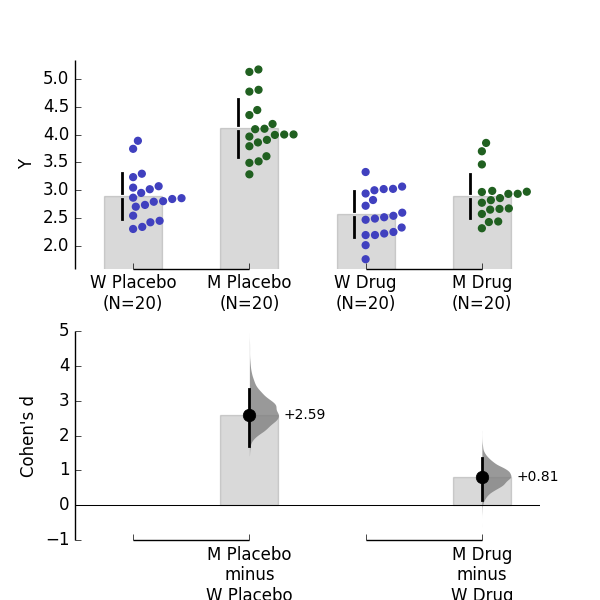 5.0
4.5
4.0
3.5
3.0
2.5
2.0
Y
W Placebo M Placebo W Drug M Drug
(N=20) (N=20) (N=20) (N=20)
5
4
3
2
1
0
−1
Cohen's d
+2.59
+0.81
M Placebo M Drug
minus minus
W Placebo W Drug